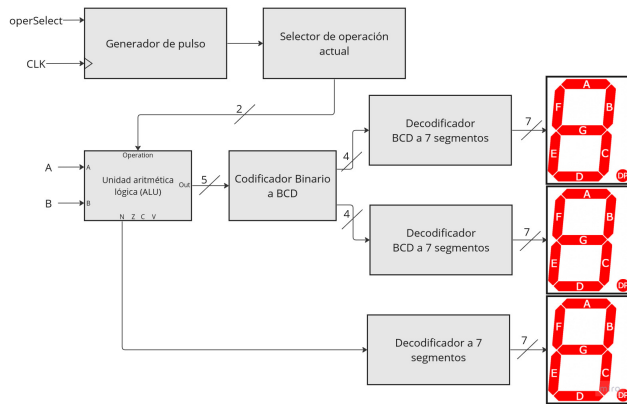 operSelect
CLK
Generador de pulso
Selector de operación
actual
2
Operation
A
A
B
B
Unidad aritmética
lógica (ALU)
Out
N Z C V
5
Codificador Binario
a BCD
4
4
Decodificador
BCD a 7 segmentos
7
A
F
B
G
E
C
D
DP
Decodificador
BCD a 7 segmentos
7
A
F
B
G
E
C
D
DP
Decodificador a 7
segmentos
7
A
F
B
G
E
C
D
DP